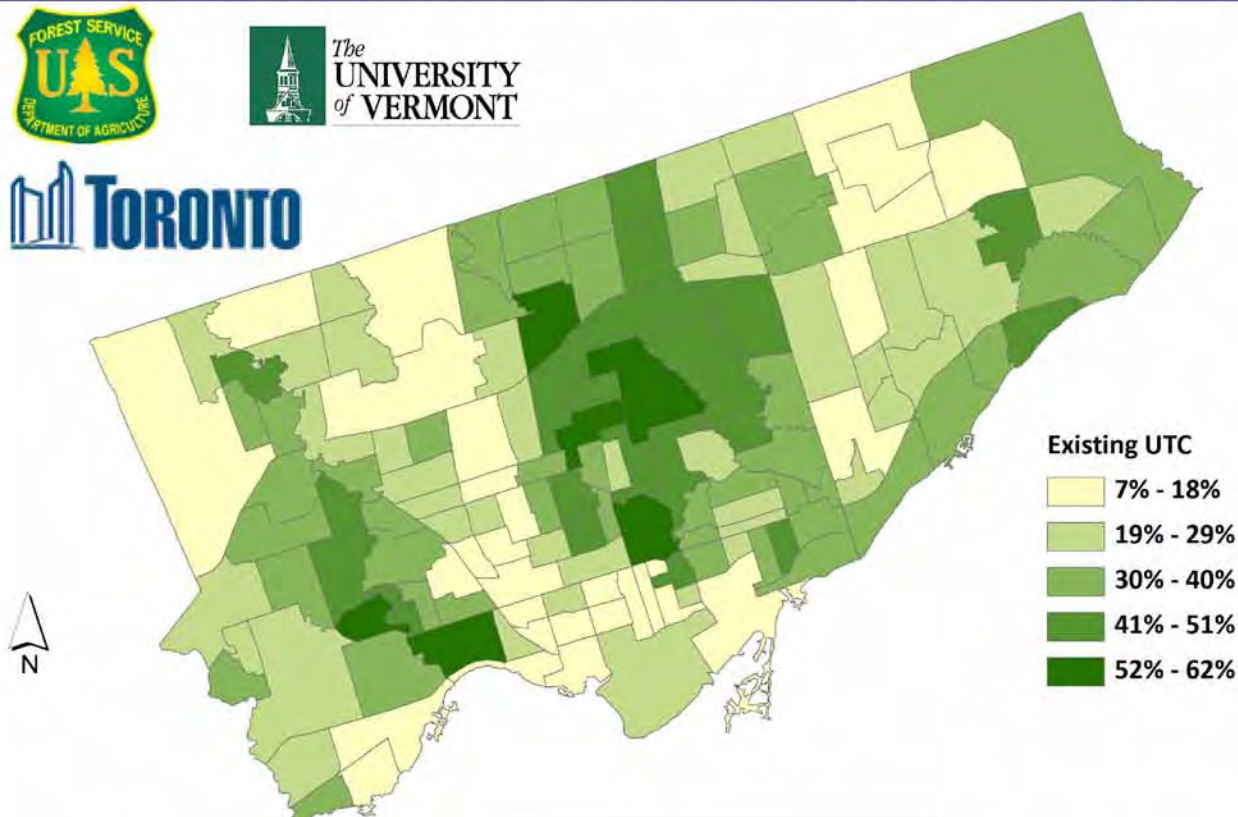 FOREST SERVICE
U S
DEPARTMENT OF AGRICULTURE
The
UNIVERSITY
of VERMONT
TORONTO
Existing UTC
7% - 18%
19% - 29%
30% - 40%
41% - 51%
52% - 62%
N